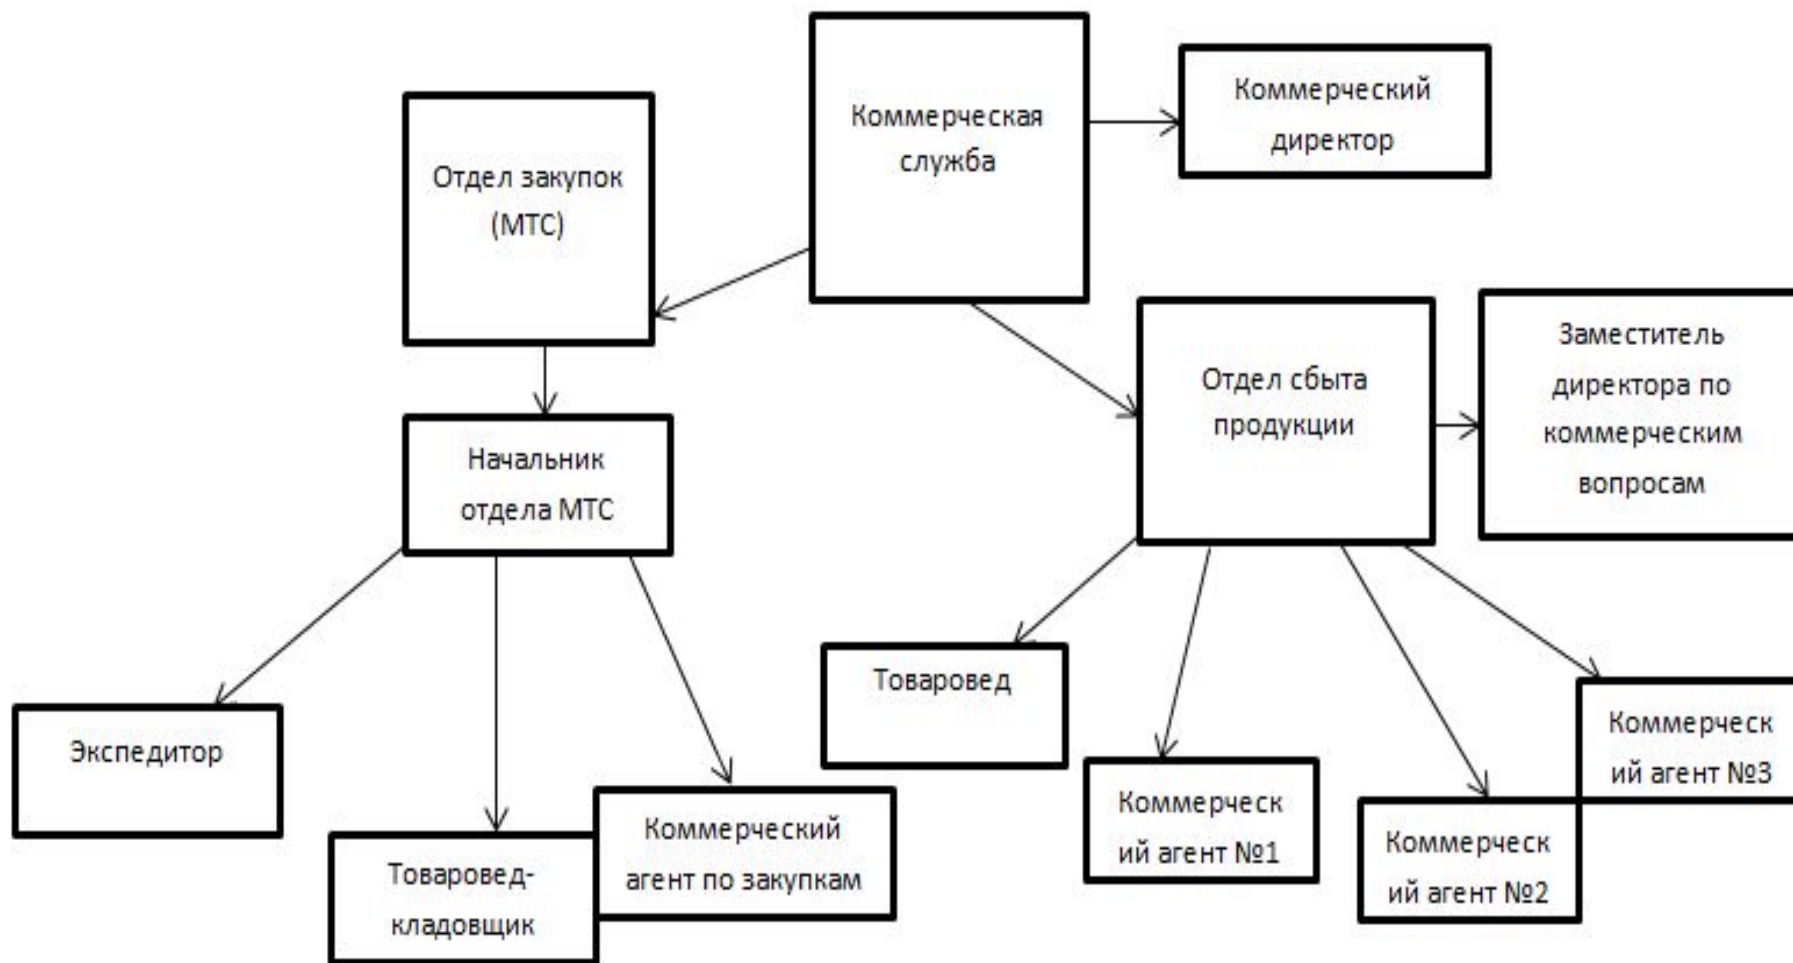 Коммерческая
служба
Коммерческий
директор
Отдел закупок
(МТС)
Отдел сбыта
продукции
Заместитель
директора по
коммерческим
вопросам
Начальник
отдела МТС
Экспедитор
Товаровед-
кладовщик
Коммерческий
агент по закупкам
Товаровед
Коммерческ
ий агент №1
Коммерческ
ий агент №2
Коммерческ
ий агент №3